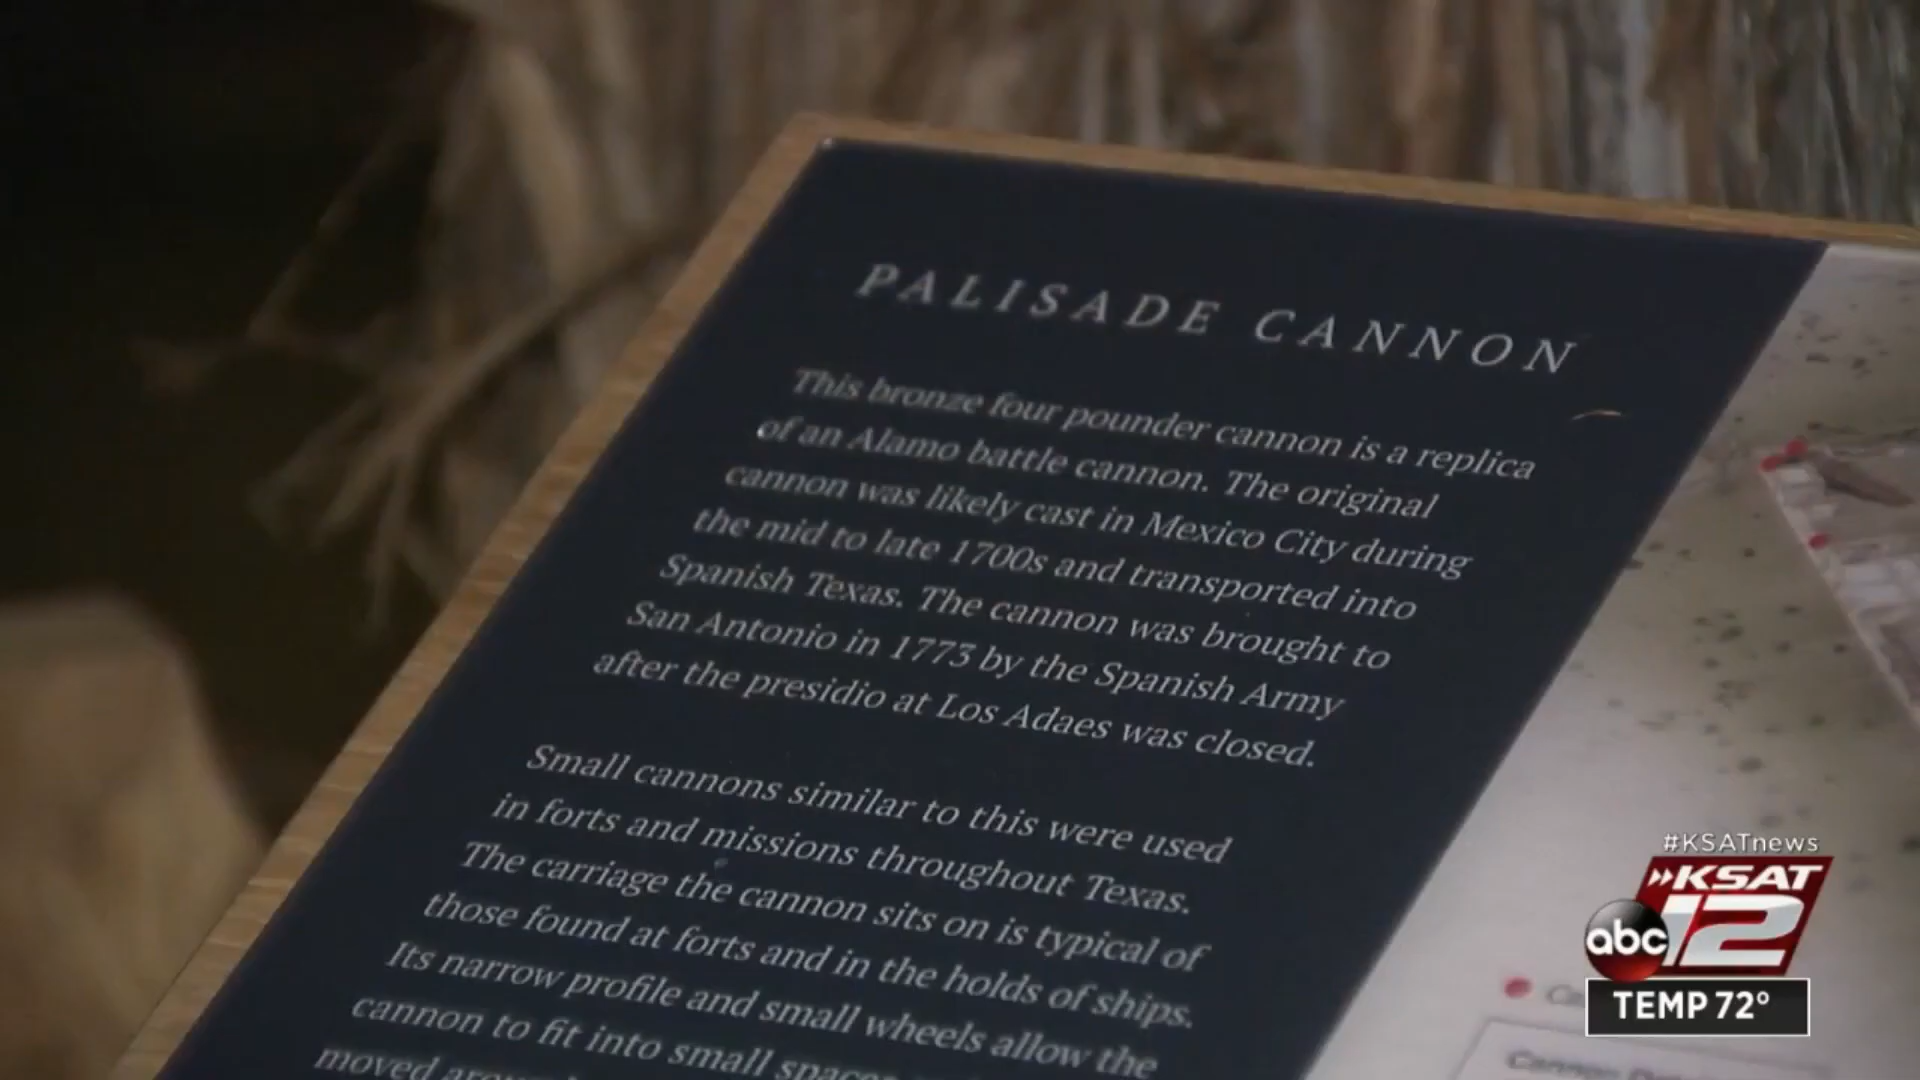 PALISADE CANNON
This bronze four pounder cannon is a replica
of an Alamo battle cannon. The original
cannon was likely cast in Mexico City during
the mid to late 1700s and transported into
Spanish Texas. The cannon was brought to
San Antonio in 1773 by the Spanish Army
after the presidio at Los Adaes was closed.
Small cannons similar to this were used
in forts and missions throughout Texas.
The carriage the cannon sits on is typical of
those found at forts and in the holds of ships.
Its narrow profile and small wheels allow the
cannon to fit into small spaces
moved
#KSATnews
KSAT
12
abc
TEMP 72°
Cannon